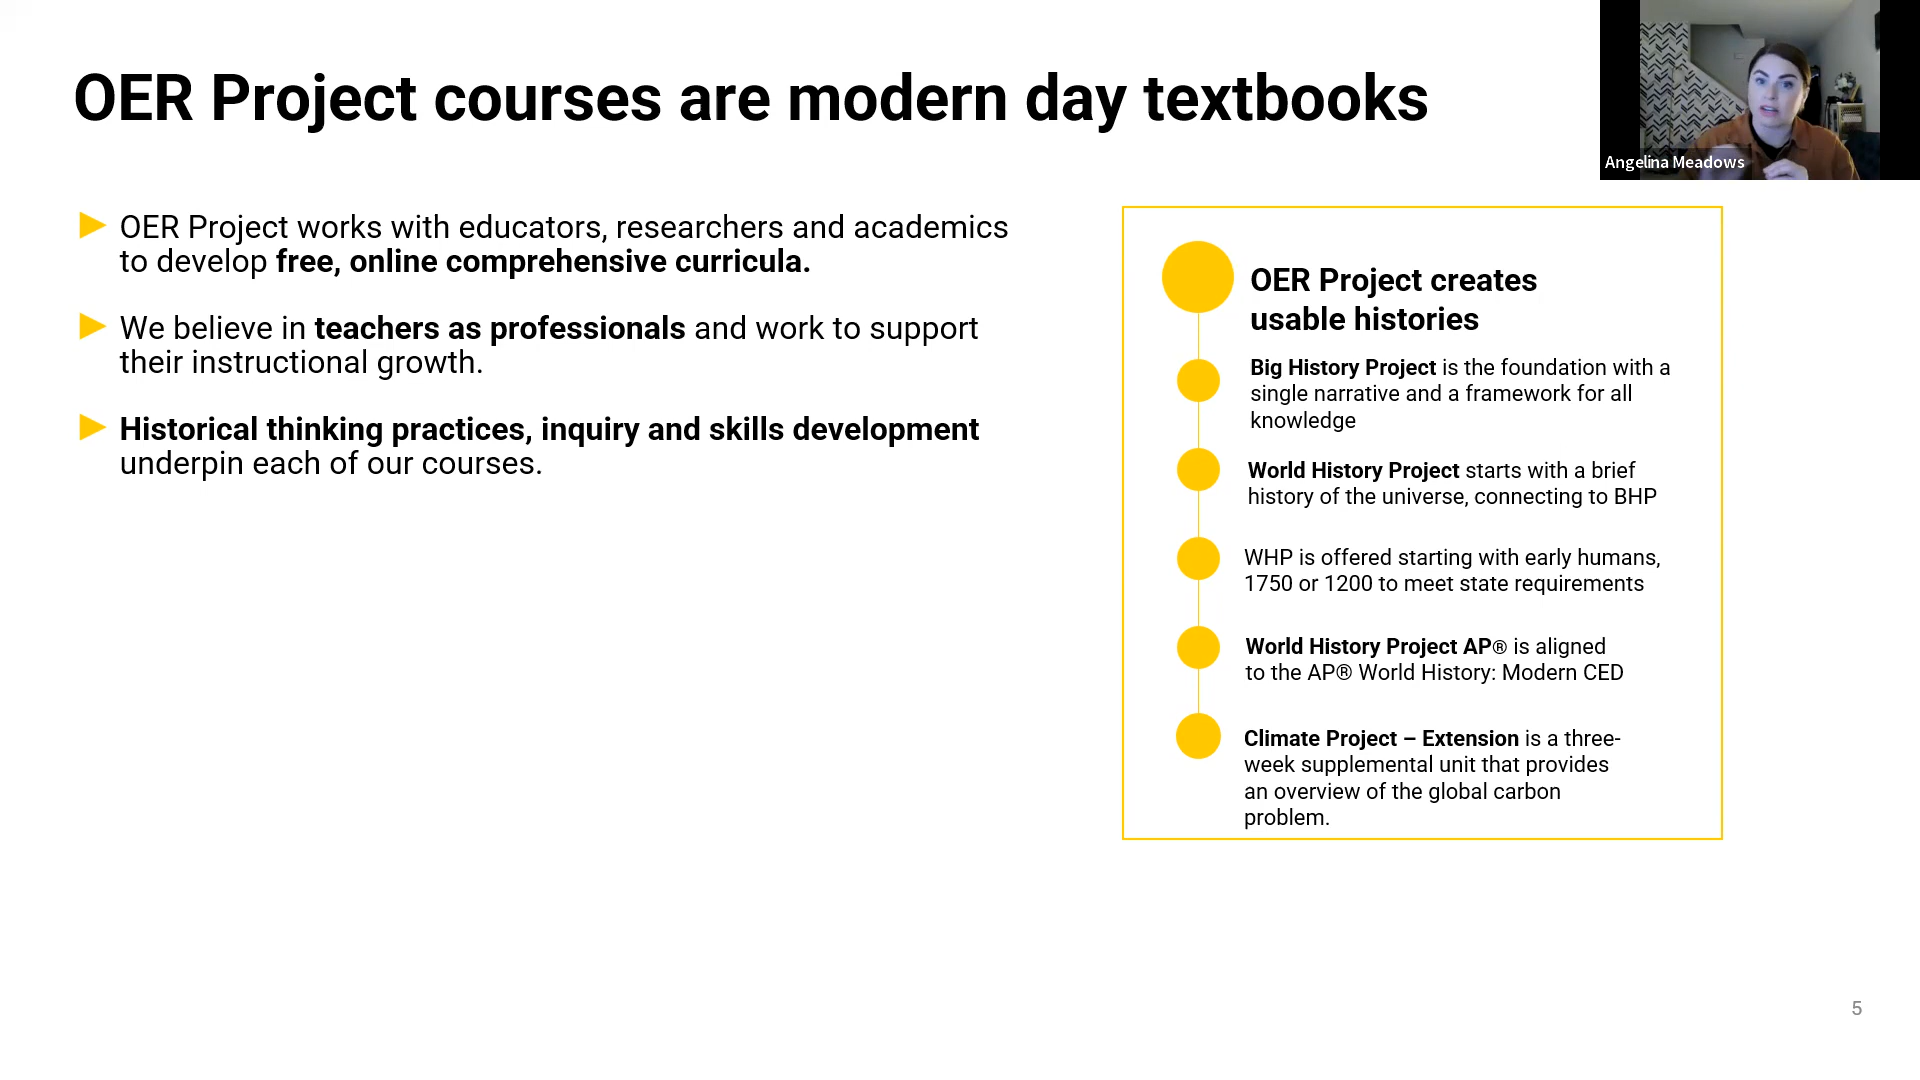 OER Project courses are modern day textbooks
Angelina Meadows
OER Project works with educators, researchers and academics
to develop free, online comprehensive curricula.
We believe in teachers as professionals and work to support
their instructional growth.
Historical thinking practices, inquiry and skills development
underpin each of our courses.
OER Project creates
usable histories
Big History Project is the foundation with a
single narrative and a framework for all
knowledge
World History Project starts with a brief
history of the universe, connecting to BHP
WHP is offered starting with early humans,
1750 or 1200 to meet state requirements
World History Project AP® is aligned
to the AP® World History: Modern CED
Climate Project – Extension is a three-
week supplemental unit that provides
an overview of the global carbon
problem.
5